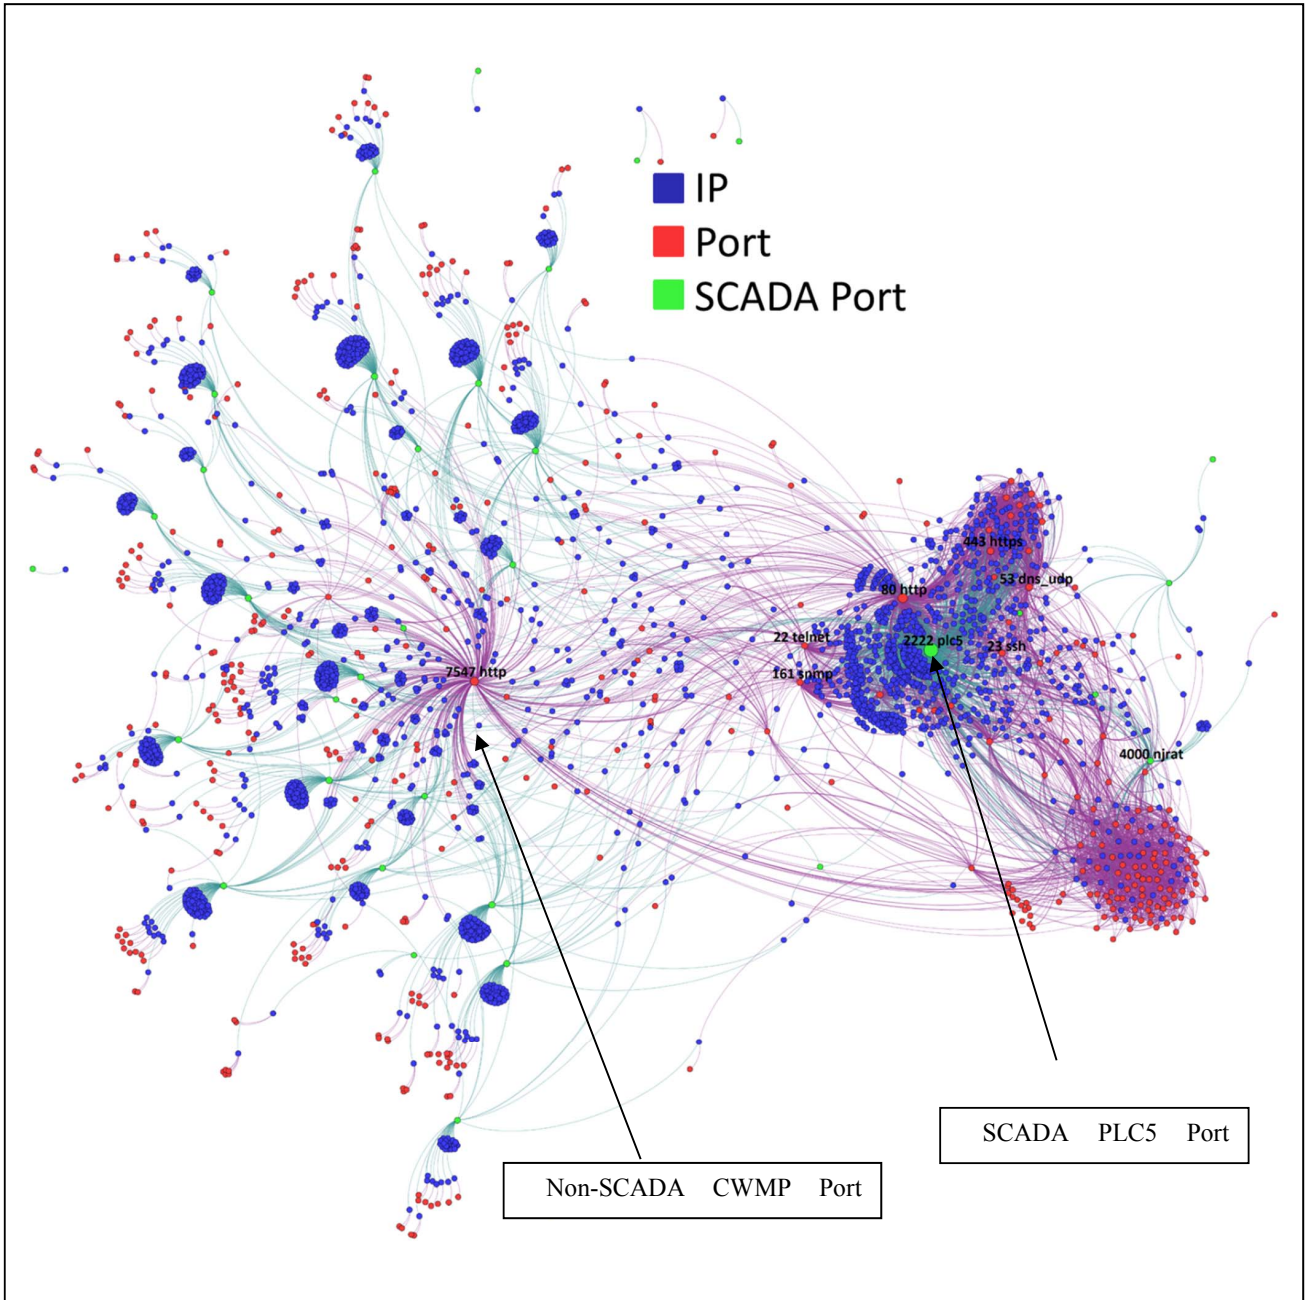 IP
Port
SCADA Port
443 https
53 dns_udp
80 http
22 telnet
2222 plc5
23 ssh
161 snmp
7547 http
4000 njrat
SCADA PLC5 Port
Non-SCADA CWMP Port